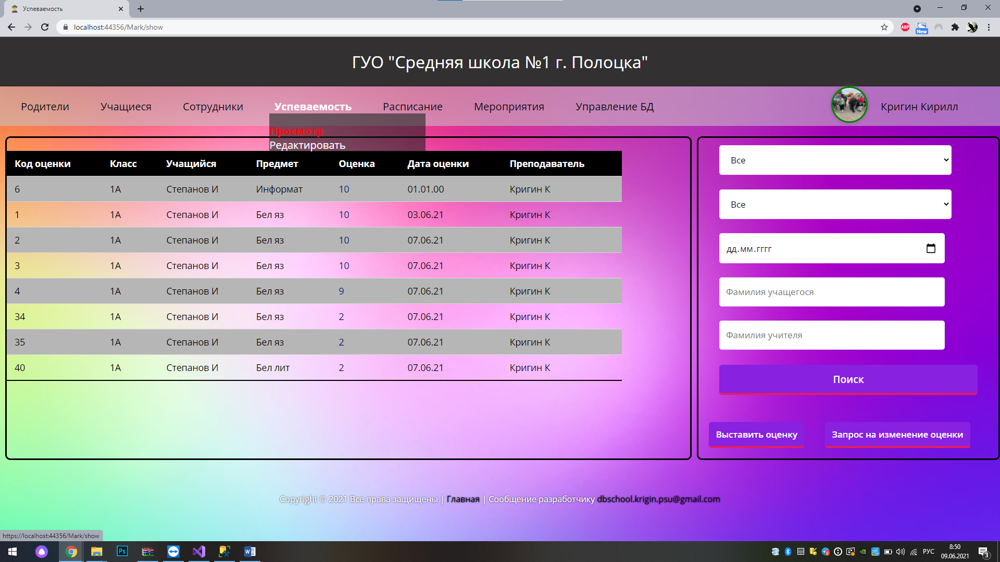 Успеваемость
localhost:44356/Mark/show
ABP
New
ГУО "Средняя школа №1 г. Полоцка"
Родители Учащиеся Сотрудники Успеваемость Расписание Мероприятия Управление БД Кригин Кирилл
Просмотр
Редактировать
Код оценки Класс Учащийся Предмет Оценка Дата оценки Преподаватель
6 1А Степанов И Информат 10 01.01.00 Кригин К
1 1А Степанов И Бел яз 10 03.06.21 Кригин К
2 1А Степанов И Бел яз 10 07.06.21 Кригин К
3 1А Степанов И Бел яз 10 07.06.21 Кригин К
4 1А Степанов И Бел яз 9 07.06.21 Кригин К
34 1А Степанов И Бел яз 2 07.06.21 Кригин К
35 1А Степанов И Бел яз 2 07.06.21 Кригин К
40 1А Степанов И Бел лит 2 07.06.21 Кригин К
Все
Все
дд.мм.гггг
Фамилия учащегося
Фамилия учителя
Поиск
Выставить оценку Запрос на изменение оценки
Copyright © 2021 Все права защищены | Главная | Сообщение разработчику dbschool.krigin.psu@gmail.com
https://localhost:44356/Mark/show
Ps
РУС
8:50
09.06.2021
3